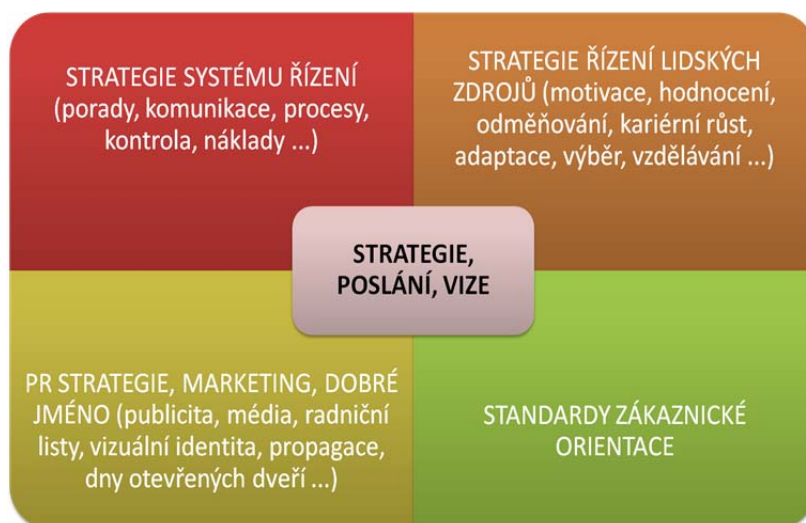 STRATEGIE SYSTÉMU ŘÍZENÍ
(porady, komunikace, procesy,
kontrola, náklady ...)
STRATEGIE ŘÍZENÍ LIDSKÝCH
ZDROJŮ (motivace, hodnocení,
odměňování, kariérní růst,
adaptace, výběr, vzdělávání ...)
STRATEGIE,
POSLÁNÍ, VIZE
PR STRATEGIE, MARKETING, DOBRÉ
JMÉNO (publicita, média, radniční
listy, vizuální identita, propagace,
dny otevřených dveří ...)
STANDARDY ZÁKAZNICKÉ
ORIENTACE